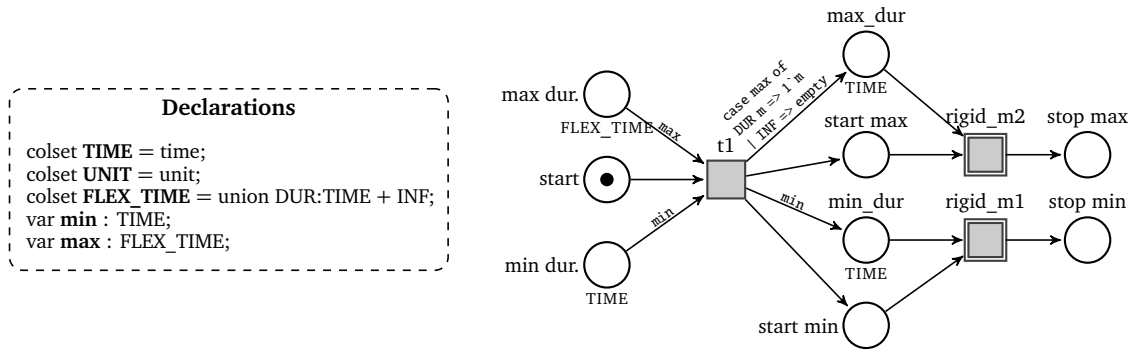 Declarations
colset TIME = time;
colset UNIT = unit;
colset FLEX_TIME = union DUR:TIME + INF;
var min : TIME;
var max : FLEX_TIME;
max dur.
FLEX_TIME
max
start
min dur.
TIME
min
t1
case max of
DUR m => 1`m
| INF => empty
max_dur
TIME
start max
rigid_m2
stop max
min
min_dur
TIME
rigid_m1
stop min
start min